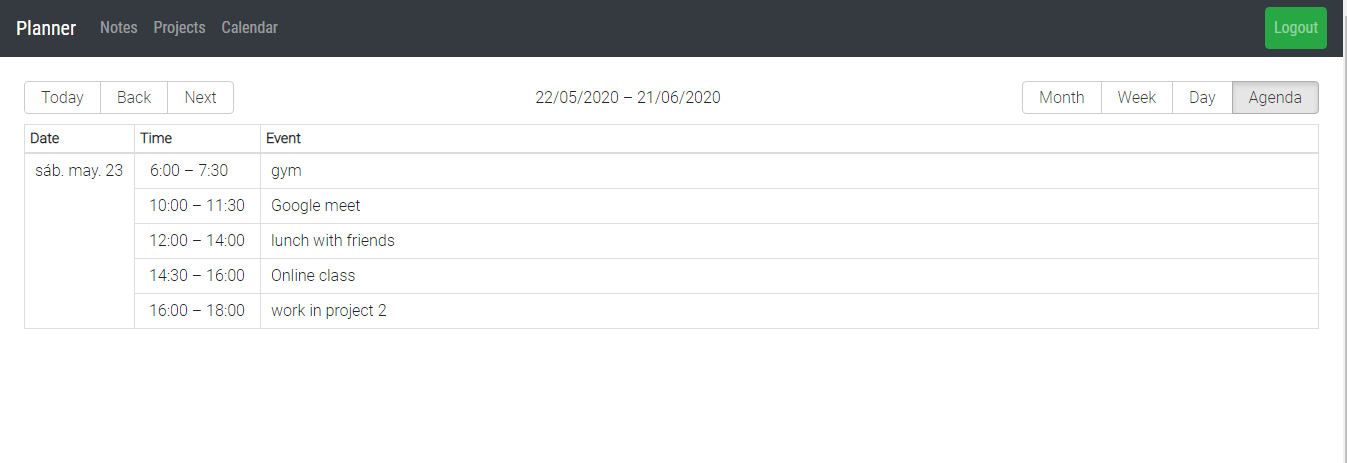 Planner Notes Projects Calendar Logout
Today Back Next 22/05/2020 – 21/06/2020 Month Week Day Agenda
Date Time Event
sáb. may. 23 6:00 – 7:30 gym
10:00 – 11:30 Google meet
12:00 – 14:00 lunch with friends
14:30 – 16:00 Online class
16:00 – 18:00 work in project 2